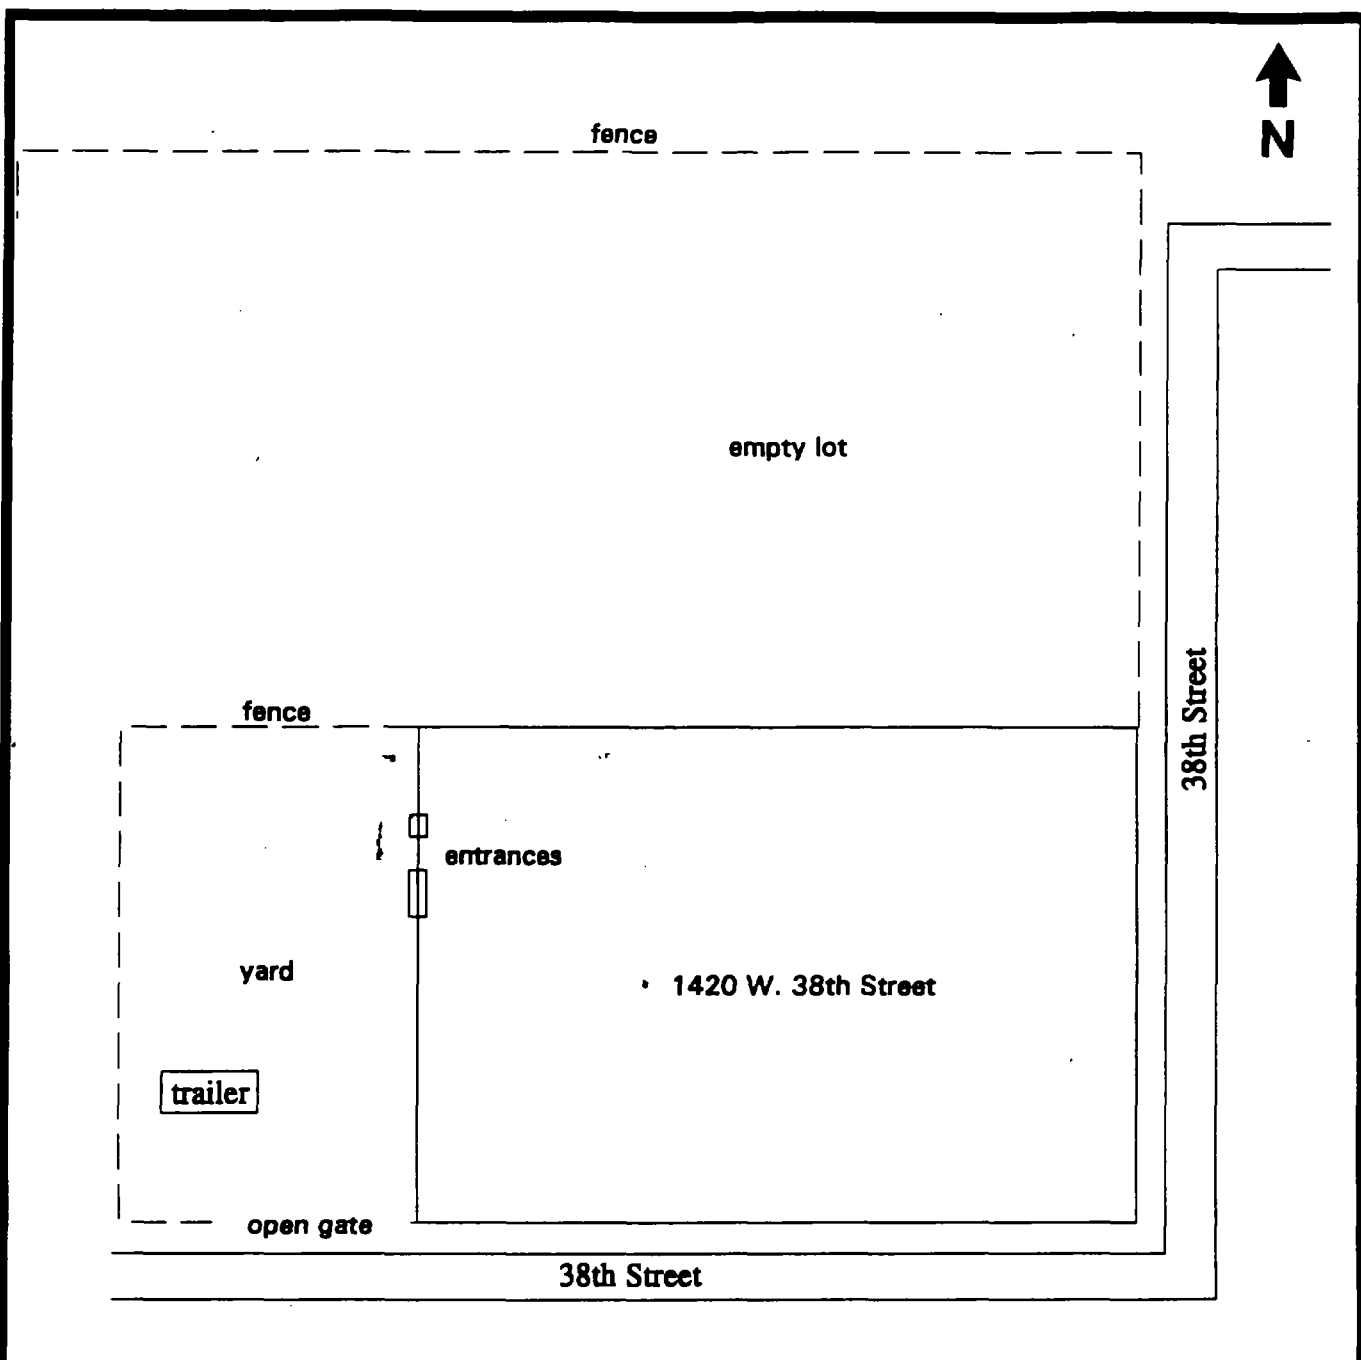 fence
N
empty lot
38th Street
fence
entrances
yard
1420 W. 38th Street
trailer
open gate
38th Street